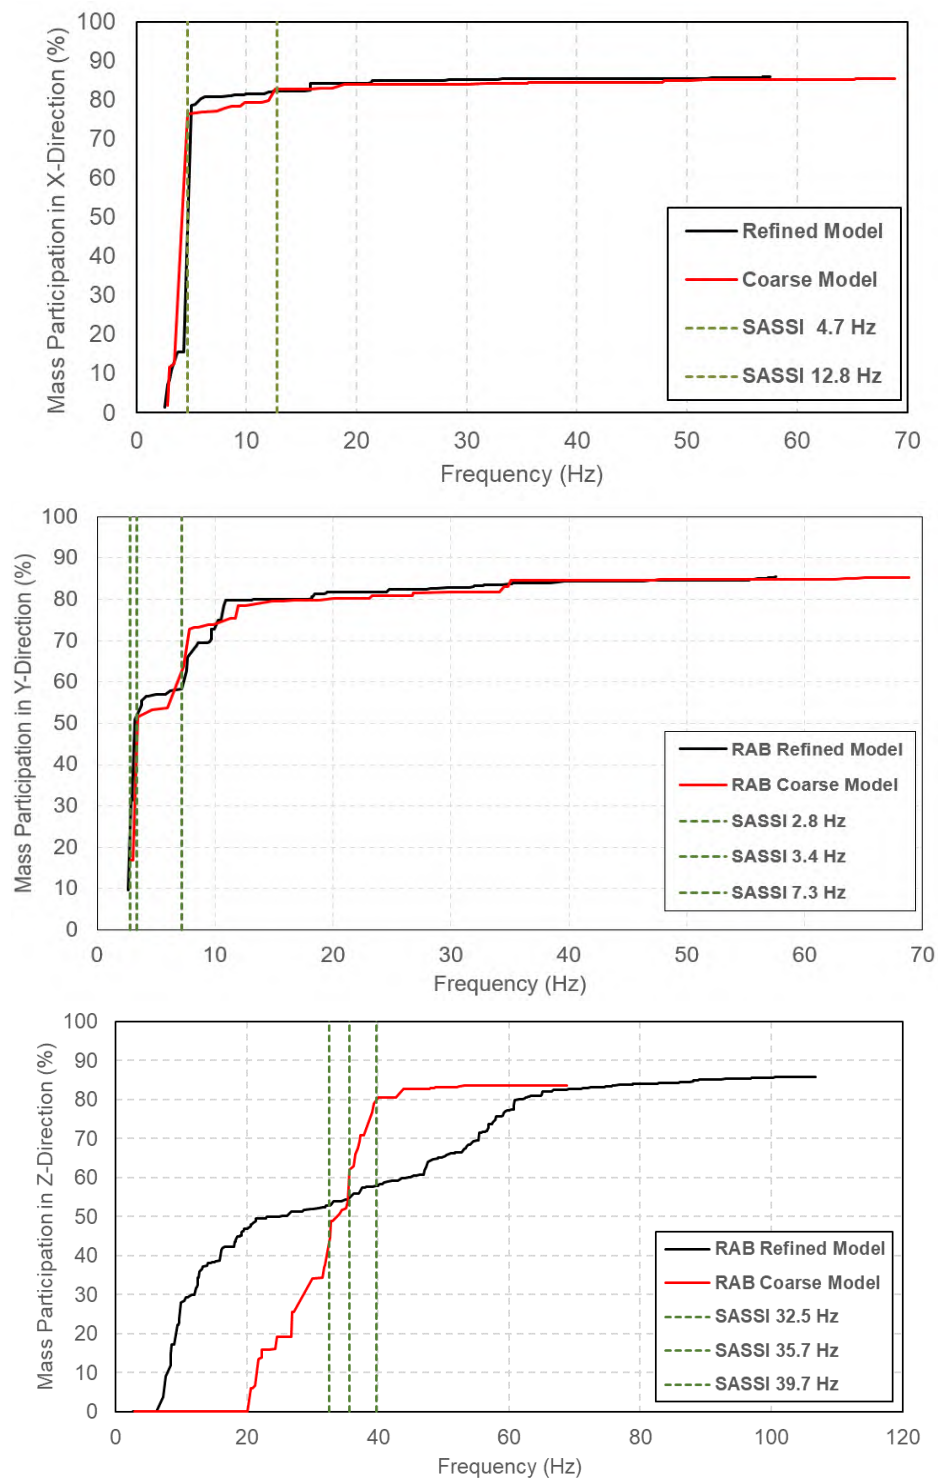 Mass Participation in X-Direction (%)
100
90
80
70
60
50
40
30
20
10
0
0 10 20 30 40 50 60 70
Frequency (Hz)
Refined Model
Coarse Model
SASSI 4.7 Hz
SASSI 12.8 Hz
Mass Participation in Y-Direction (%)
100
90
80
70
60
50
40
30
20
10
0
0 10 20 30 40 50 60 70
Frequency (Hz)
RAB Refined Model
RAB Coarse Model
SASSI 2.8 Hz
SASSI 3.4 Hz
SASSI 7.3 Hz
Mass Participation in Z-Direction (%)
100
90
80
70
60
50
40
30
20
10
0
0 20 40 60 80 100 120
Frequency (Hz)
RAB Refined Model
RAB Coarse Model
SASSI 32.5 Hz
SASSI 35.7 Hz
SASSI 39.7 Hz